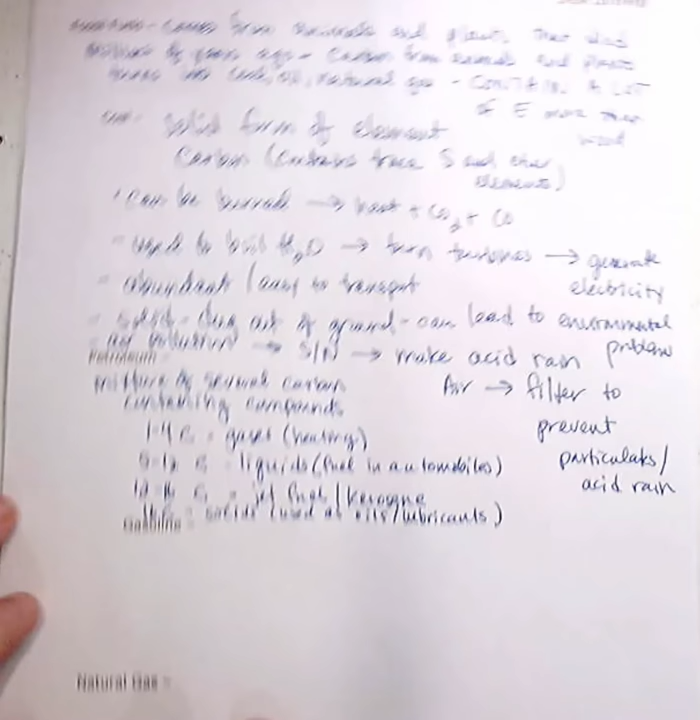 comes from animals and plants that died
millions of years ago - Carbon from animals and plants
turns into coal, oil, natural gas - CONTAIN A LOT
of E more than
wood
solid form of element
Carbon (contains trace S and other
elements)
can be burned → heat + CO2 + CO
- used to boil H2O → turn turbines → generate
electricity
- abundant / easy to transport
- solid - dug out of ground - can lead to environmental
problem
- air pollution → S/N → make acid rain
Petroleum -
mixture of several carbon
containing compounds
Air → filter to
prevent
particulates/
acid rain
1-4 C = gases (heating)
5-12 C = liquids (fuel in automobiles)
12-16 C = jet fuel / Kerosene
= solids (used as oils/lubricants)
Natural Gas =